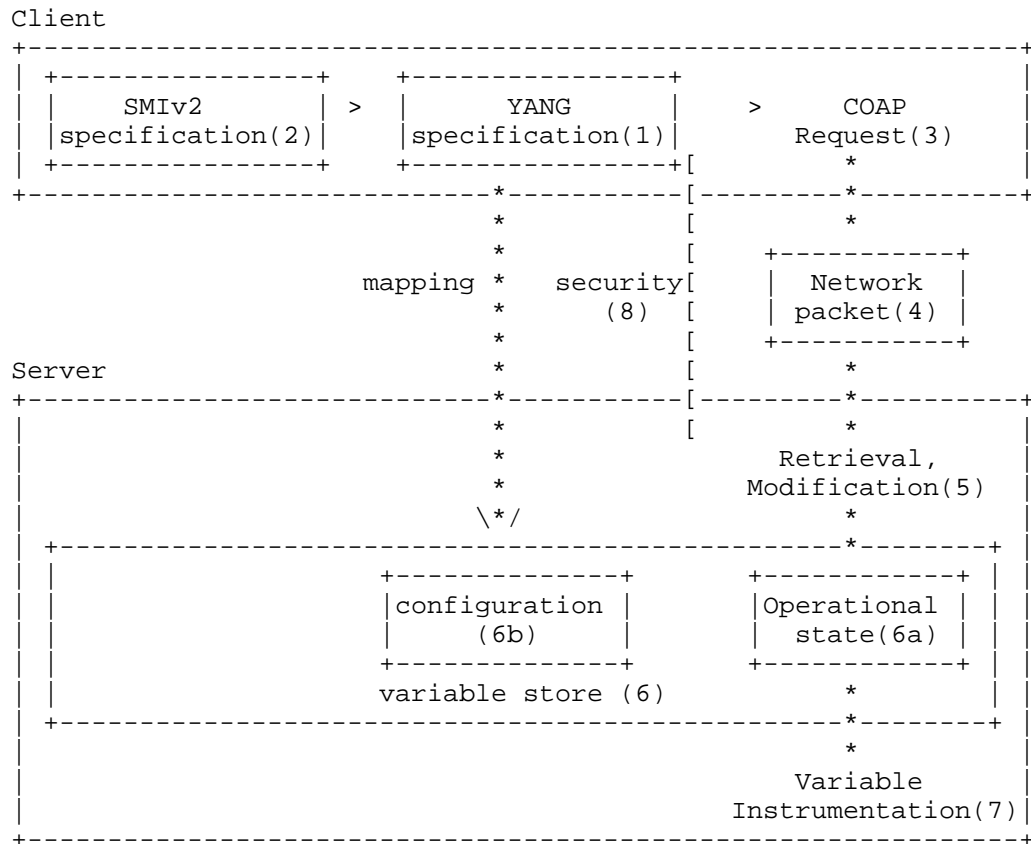 Client
SMIv2 > YANG > COAP
specification(2) specification(1) Request(3)
mapping security Network
(8) packet(4)
Server
Retrieval,
Modification(5)
configuration Operational
(6b) state(6a)
variable store (6)
Variable
Instrumentation(7)